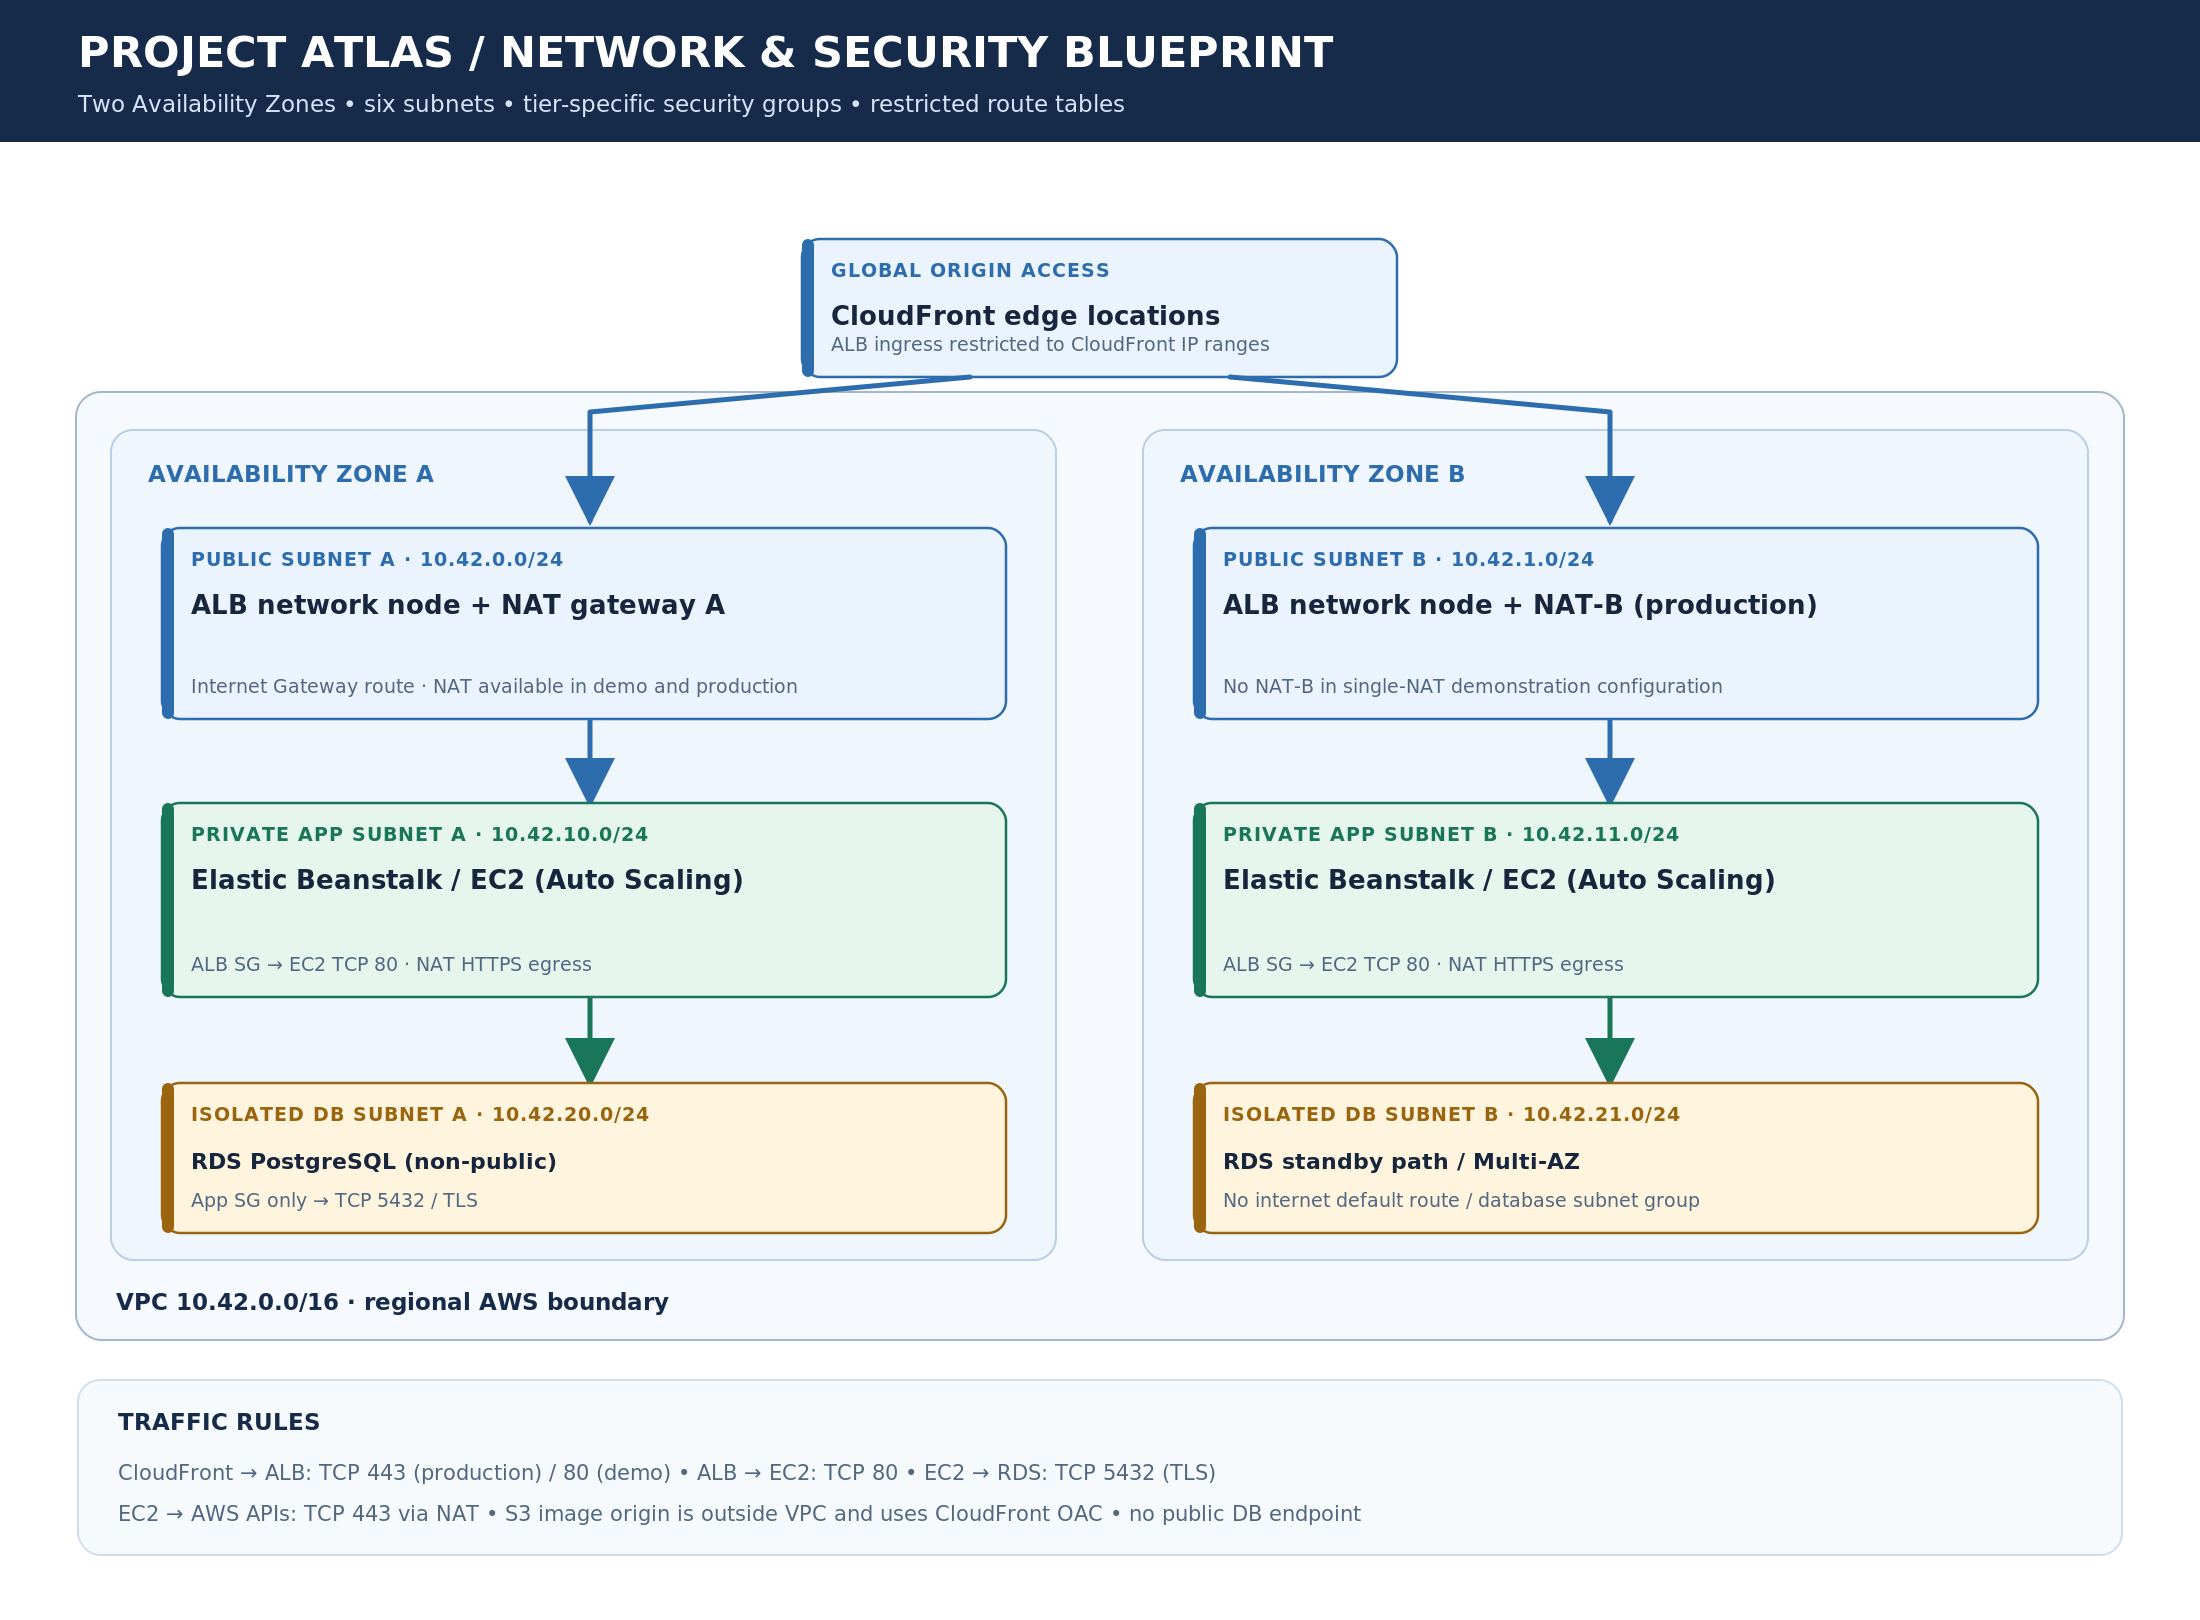 PROJECT ATLAS / NETWORK & SECURITY BLUEPRINT
Two Availability Zones • six subnets • tier-specific security groups • restricted route tables
GLOBAL ORIGIN ACCESS
CloudFront edge locations
ALB ingress restricted to CloudFront IP ranges
AVAILABILITY ZONE A
PUBLIC SUBNET A · 10.42.0.0/24
ALB network node + NAT gateway A
Internet Gateway route · NAT available in demo and production
PRIVATE APP SUBNET A · 10.42.10.0/24
Elastic Beanstalk / EC2 (Auto Scaling)
ALB SG → EC2 TCP 80 · NAT HTTPS egress
ISOLATED DB SUBNET A · 10.42.20.0/24
RDS PostgreSQL (non-public)
App SG only → TCP 5432 / TLS
AVAILABILITY ZONE B
PUBLIC SUBNET B · 10.42.1.0/24
ALB network node + NAT-B (production)
No NAT-B in single-NAT demonstration configuration
PRIVATE APP SUBNET B · 10.42.11.0/24
Elastic Beanstalk / EC2 (Auto Scaling)
ALB SG → EC2 TCP 80 · NAT HTTPS egress
ISOLATED DB SUBNET B · 10.42.21.0/24
RDS standby path / Multi-AZ
No internet default route / database subnet group
VPC 10.42.0.0/16 · regional AWS boundary
TRAFFIC RULES
CloudFront → ALB: TCP 443 (production) / 80 (demo) • ALB → EC2: TCP 80 • EC2 → RDS: TCP 5432 (TLS)
EC2 → AWS APIs: TCP 443 via NAT • S3 image origin is outside VPC and uses CloudFront OAC • no public DB endpoint